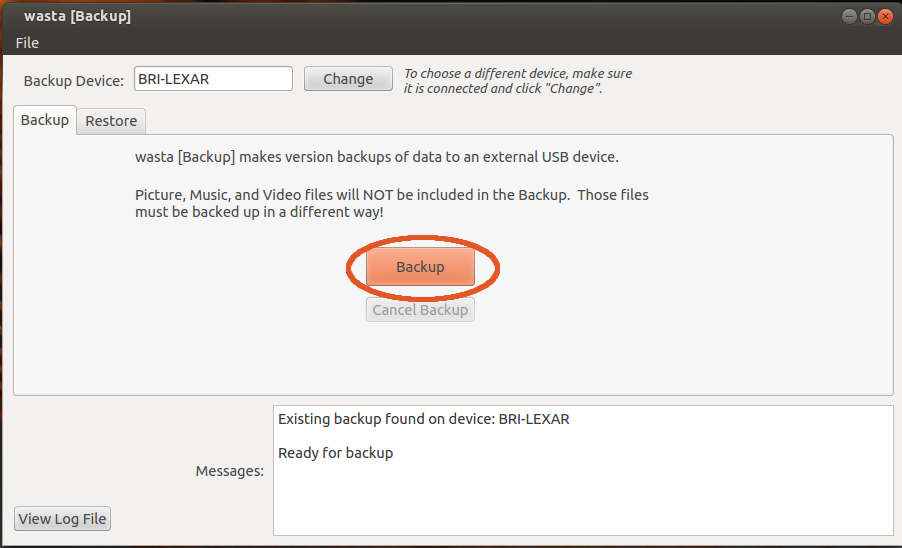 wasta [Backup]
File
Backup Device:
BRI-LEXAR
Change
To choose a different device, make sure
it is connected and click "Change".
Backup
Restore
wasta [Backup] makes version backups of data to an external USB device.
Picture, Music, and Video files will NOT be included in the Backup.  Those files
must be backed up in a different way!
Backup
Cancel Backup
Existing backup found on device: BRI-LEXAR
Ready for backup
Messages:
View Log File